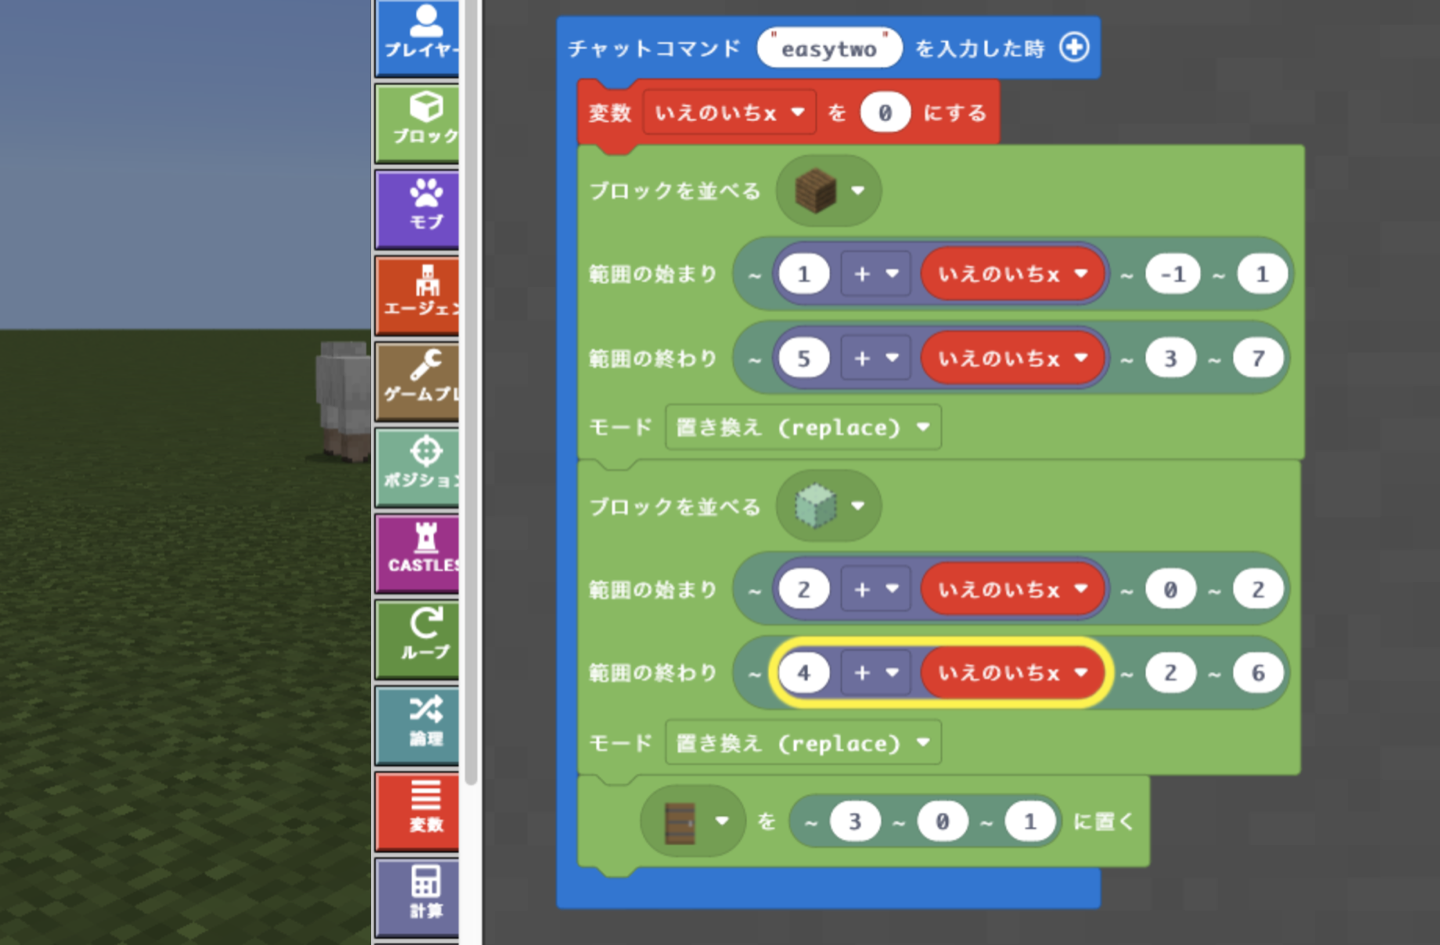 プレイヤー
ブロック
モブ
エージェン
ゲームプレ
ポジション
CASTLES
ループ
論理
変数
計算
チャットコマンド "easytwo" を入力した時
変数 いえのいちx を 0 にする
ブロックを並べる
範囲の始まり ~ 1 + いえのいちx ~ -1 ~ 1
範囲の終わり ~ 5 + いえのいちx ~ 3 ~ 7
モード 置き換え (replace)
ブロックを並べる
範囲の始まり ~ 2 + いえのいちx ~ 0 ~ 2
範囲の終わり ~ 4 + いえのいちx ~ 2 ~ 6
モード 置き換え (replace)
を ~ 3 ~ 0 ~ 1 に置く